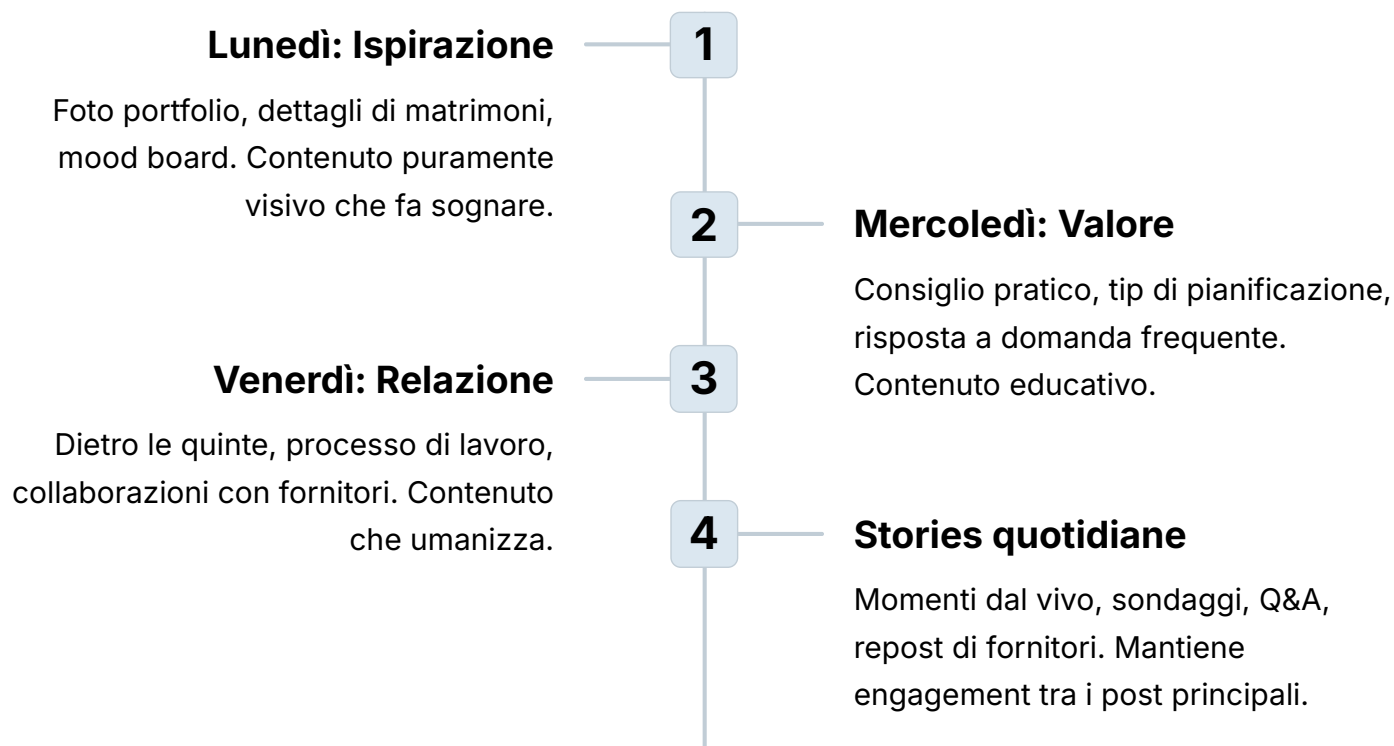 1
Lunedì: Ispirazione
Foto portfolio, dettagli di matrimoni,
mood board. Contenuto puramente
visivo che fa sognare.
2
Mercoledì: Valore
Consiglio pratico, tip di pianificazione,
risposta a domanda frequente.
Contenuto educativo.
3
Venerdì: Relazione
Dietro le quinte, processo di lavoro,
collaborazioni con fornitori. Contenuto
che umanizza.
4
Stories quotidiane
Momenti dal vivo, sondaggi, Q&A,
repost di fornitori. Mantiene
engagement tra i post principali.